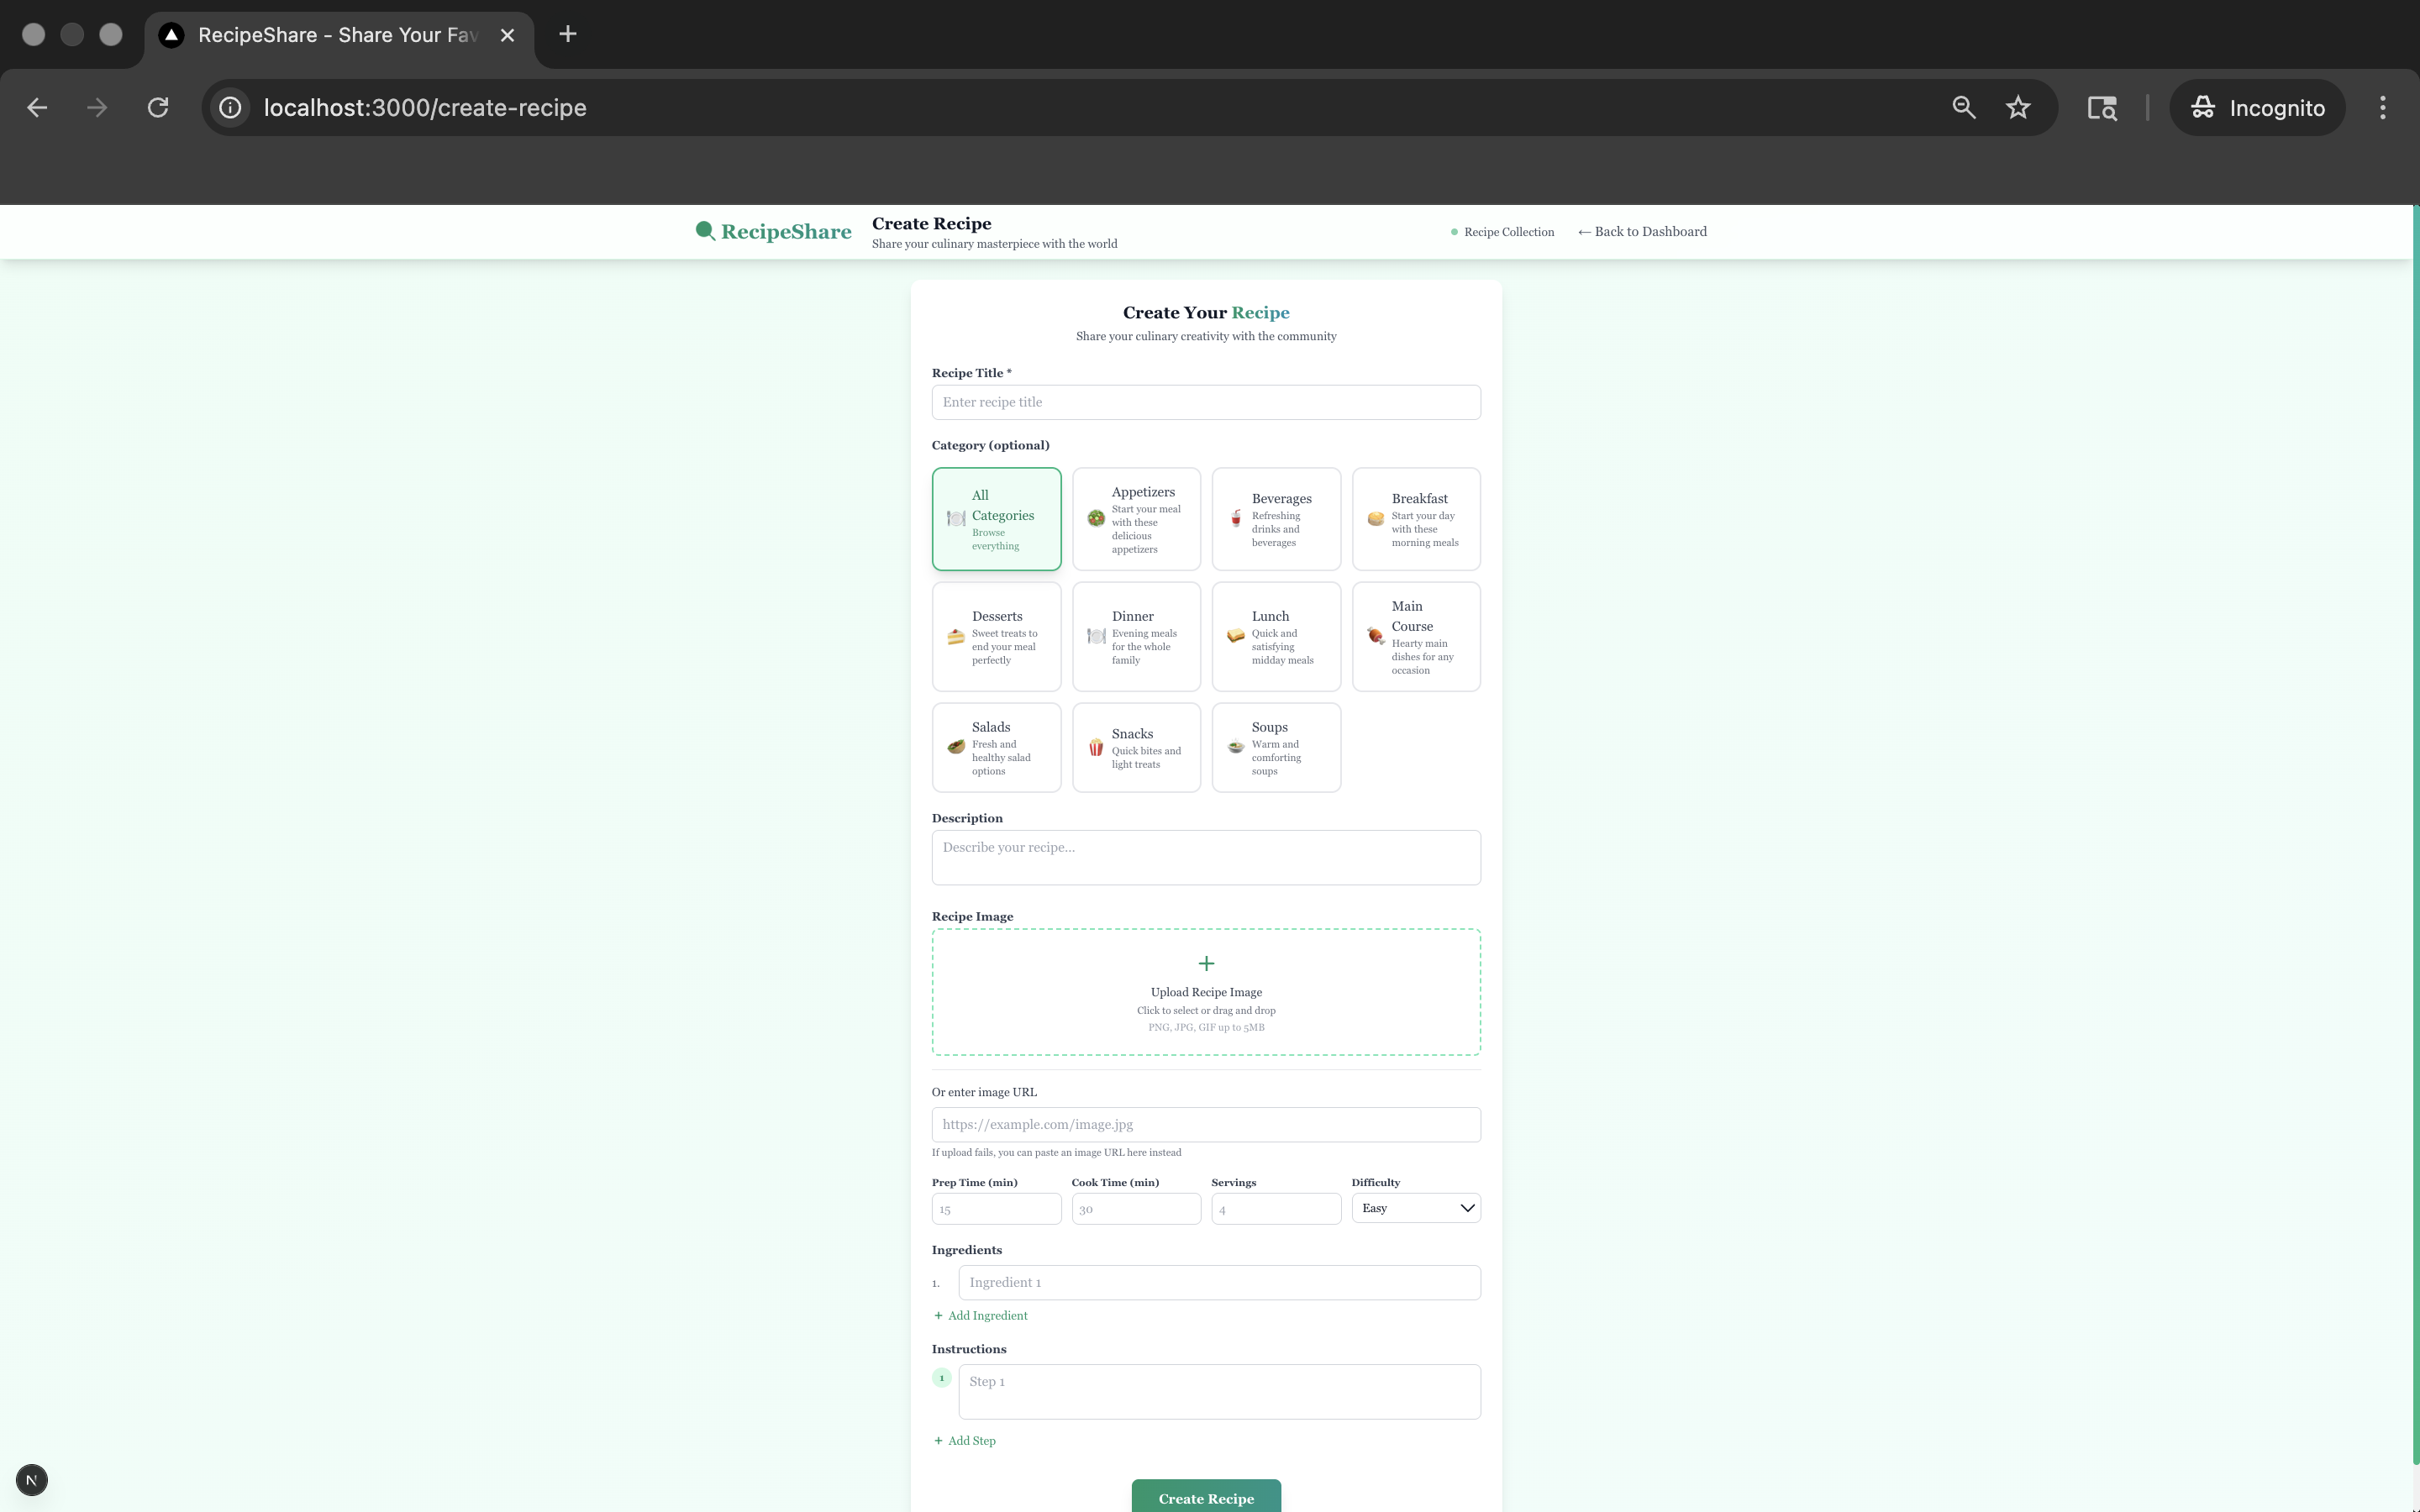 RecipeShare - Share Your Fav
localhost:3000/create-recipe
Incognito
RecipeShare
Create Recipe
Share your culinary masterpiece with the world
Recipe Collection
← Back to Dashboard
Create Your Recipe
Share your culinary creativity with the community
Recipe Title *
Enter recipe title
Category (optional)
All
Categories
Browse
everything
Appetizers
Start your meal
with these
delicious
appetizers
Beverages
Refreshing
drinks and
beverages
Breakfast
Start your day
with these
morning meals
Desserts
Sweet treats to
end your meal
perfectly
Dinner
Evening meals
for the whole
family
Lunch
Quick and
satisfying
midday meals
Main
Course
Hearty main
dishes for any
occasion
Salads
Fresh and
healthy salad
options
Snacks
Quick bites and
light treats
Soups
Warm and
comforting
soups
Description
Describe your recipe...
Recipe Image
+
Upload Recipe Image
Click to select or drag and drop
PNG, JPG, GIF up to 5MB
Or enter image URL
https://example.com/image.jpg
If upload fails, you can paste an image URL here instead
Prep Time (min)
15
Cook Time (min)
30
Servings
4
Difficulty
Easy
Ingredients
1.
Ingredient 1
+ Add Ingredient
Instructions
1
Step 1
+ Add Step
N
Create Recipe